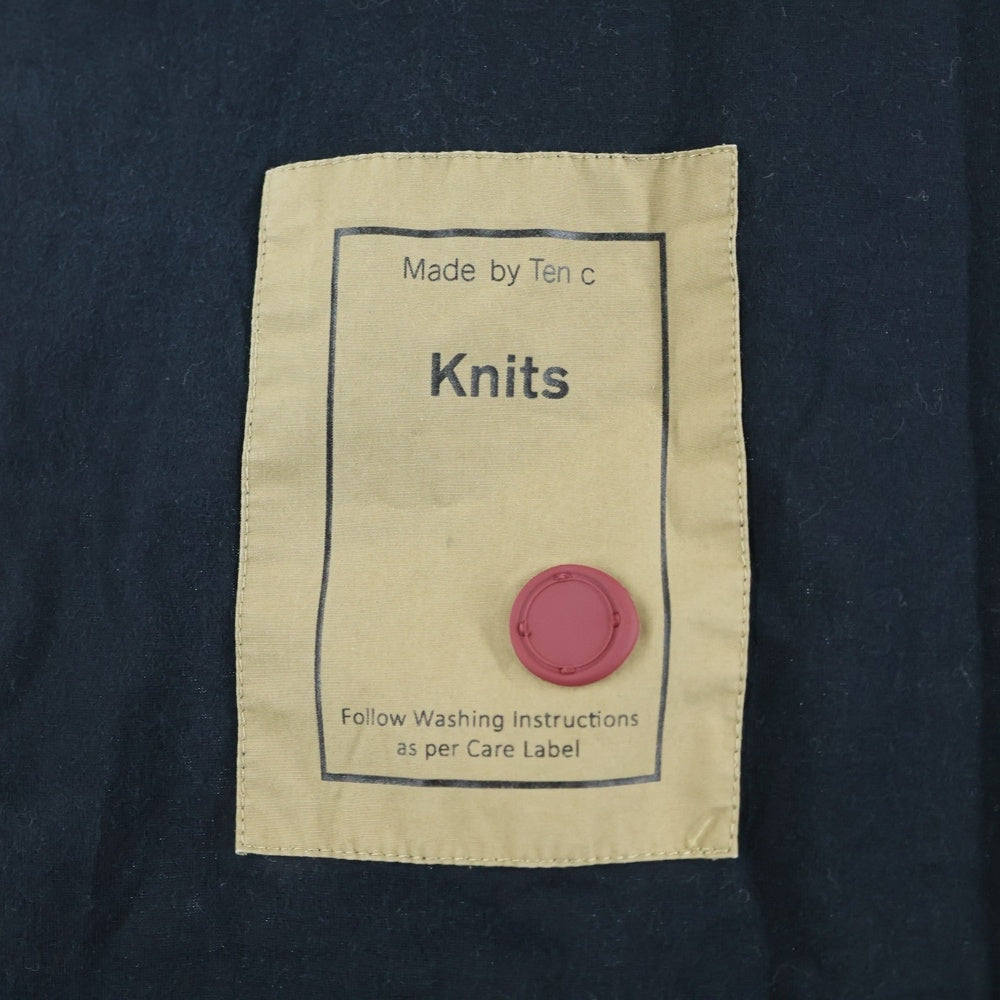 Made by Ten c
Knits
Follow Washing Instructions
as per Care Label